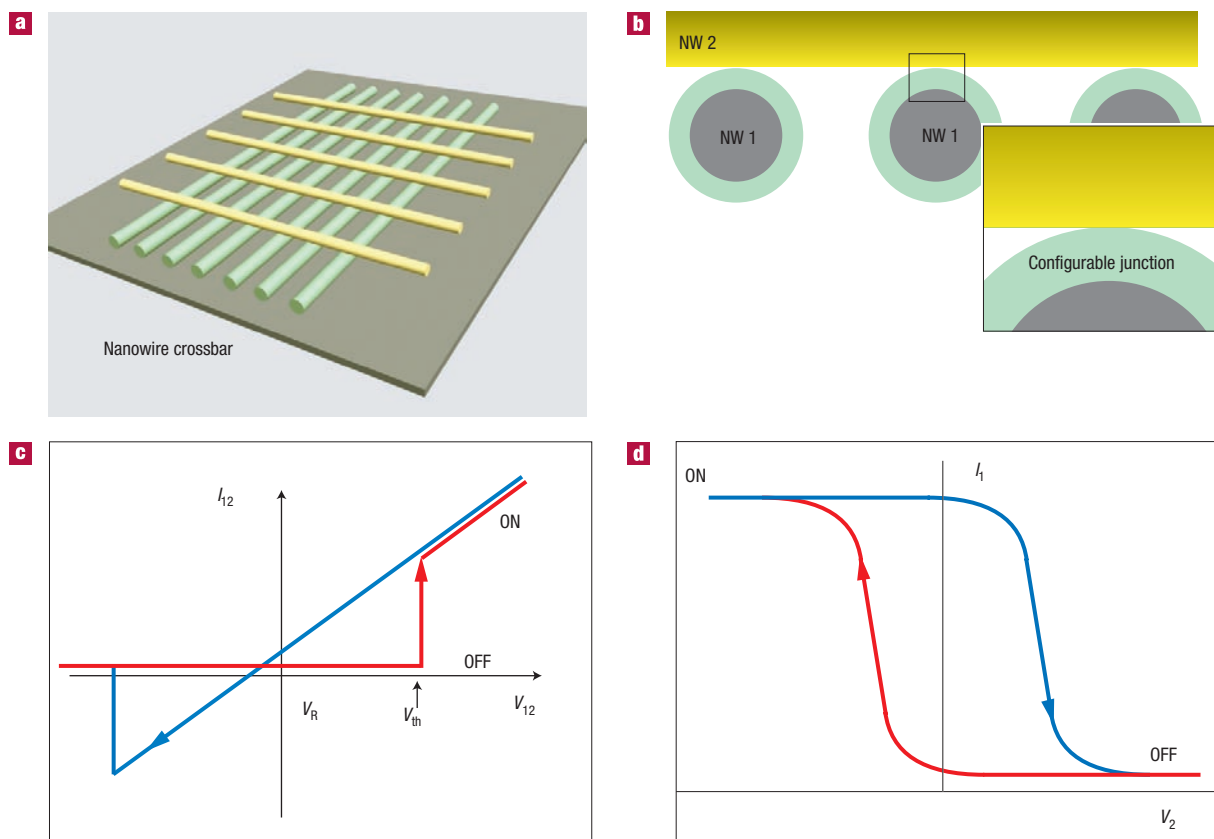 a
Nanowire crossbar
b
NW 2
NW 1
NW 1
Configurable junction
c
I12
ON
OFF
VR
Vth
V12
d
ON
I1
OFF
V2